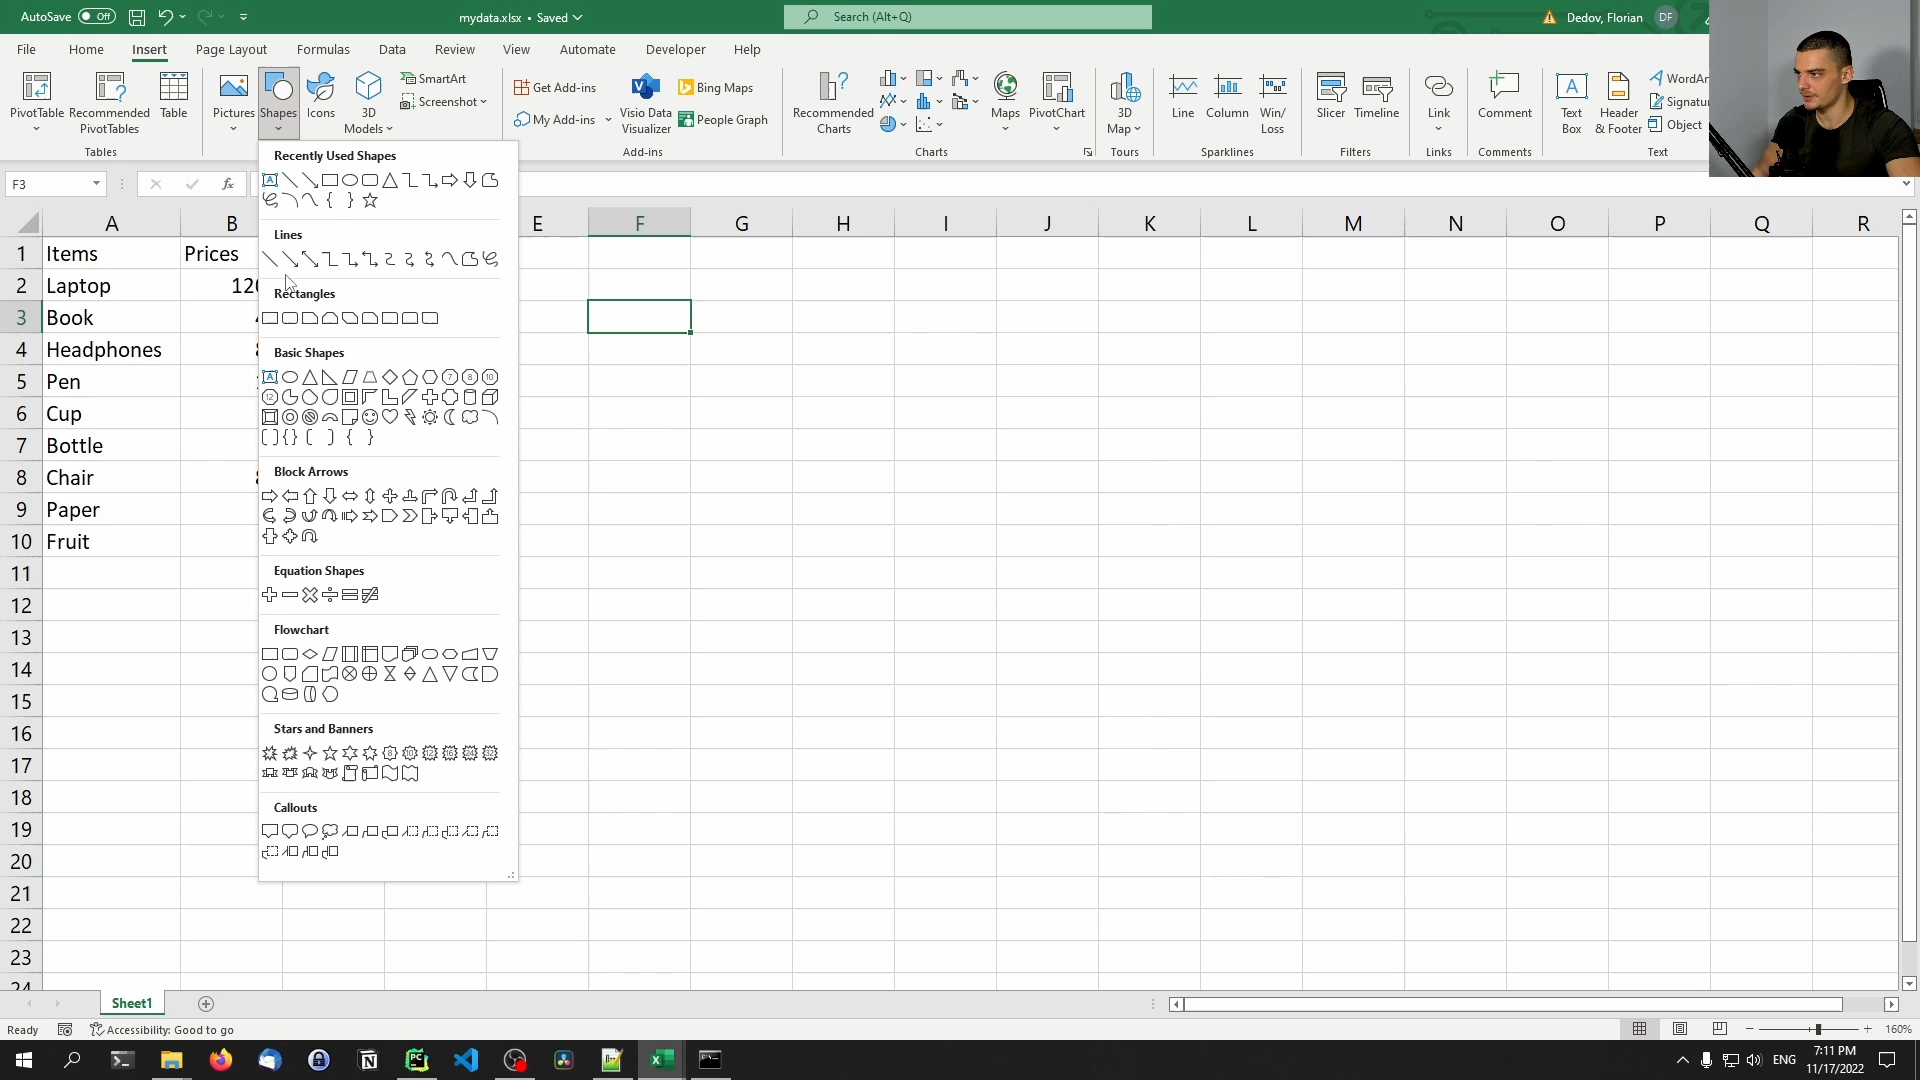 AutoSave Off mydata.xlsx • Saved Search (Alt+Q) Dedov, Florian DF
File Home Insert Page Layout Formulas Data Review View Automate Developer Help
PivotTable Recommended PivotTables Table
Tables
Pictures Shapes Icons 3D Models
SmartArt
Screenshot
Get Add-ins
My Add-ins
Visio Data Visualizer
Bing Maps
People Graph
Add-ins
Recommended Charts
Maps PivotChart
Charts
3D Map
Tours
Line Column Win/Loss
Sparklines
Slicer Timeline
Filters
Link
Links
Comment
Comments
Text Box
Header & Footer
WordAr
Signatu
Object
Text
F3 fx
A B E F G H I J K L M N O P Q R
1 Items Prices
2 Laptop 120
3 Book
4 Headphones
5 Pen
6 Cup
7 Bottle
8 Chair
9 Paper
10 Fruit
11
12
13
14
15
16
17
18
19
20
21
22
23
24
Recently Used Shapes
Lines
Rectangles
Basic Shapes
Block Arrows
Equation Shapes
Flowchart
Stars and Banners
Callouts
Sheet1
Ready Accessibility: Good to go 160%
ENG 7:11 PM
11/17/2022